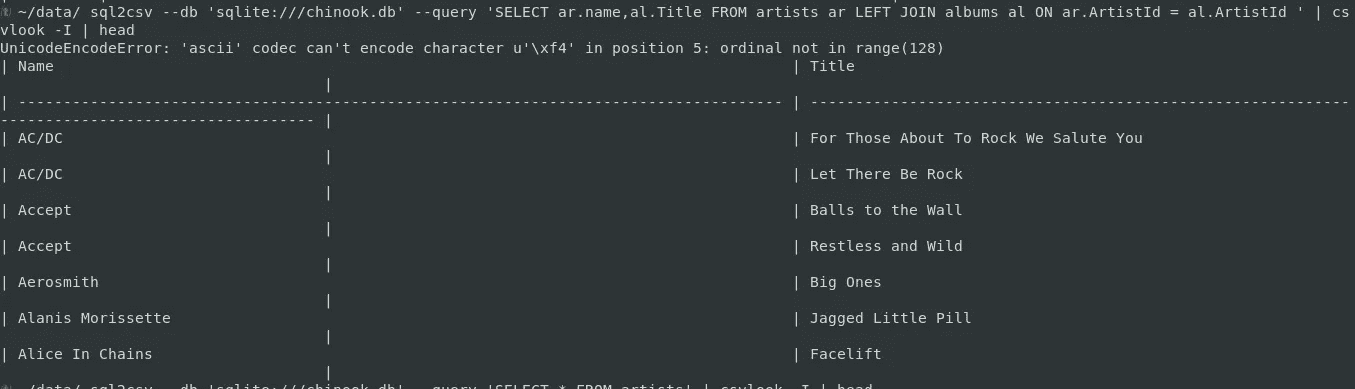 ~/data/ sql2csv --db 'sqlite:///chinook.db' --query 'SELECT ar.name,al.Title FROM artists ar LEFT JOIN albums al ON ar.ArtistId = al.ArtistId ' | cs
vlook -I | head
UnicodeEncodeError: 'ascii' codec can't encode character u'\xf4' in position 5: ordinal not in range(128)
| Name | Title
|
| ------------------------------------------------------------------------------------- | ------------------------------------------------------------
----------------------------------- |
| AC/DC | For Those About To Rock We Salute You
|
| AC/DC | Let There Be Rock
|
| Accept | Balls to the Wall
|
| Accept | Restless and Wild
|
| Aerosmith | Big Ones
|
| Alanis Morissette | Jagged Little Pill
|
| Alice In Chains | Facelift
|
~/data/ sql2csv --db 'sqlite:///chinook.db' --query 'SELECT * FROM artists' | csvlook -I | head